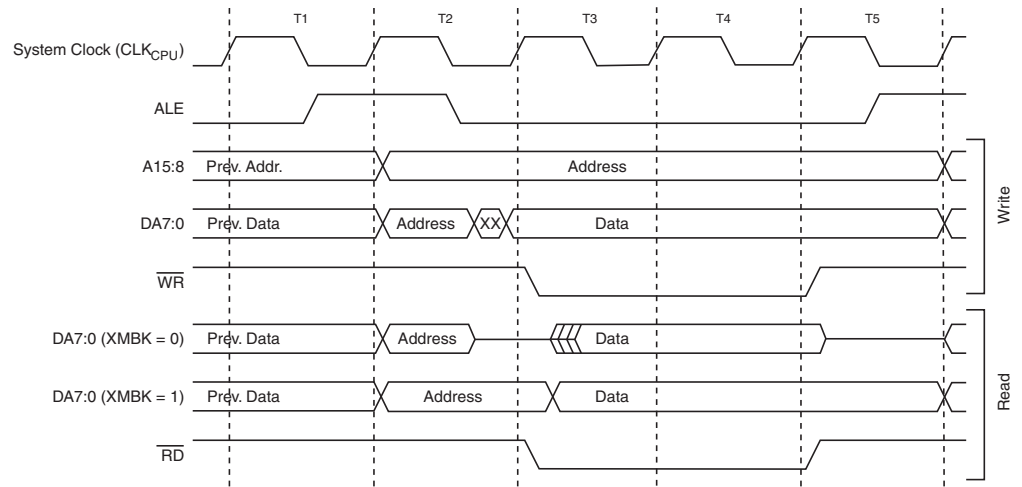 T1 T2 T3 T4 T5
System Clock (CLKCPU)
ALE
A15:8 Prev. Addr. Address
DA7:0 Prev. Data Address XX Data
WR
Write
DA7:0 (XMBK = 0) Prev. Data Address Data
DA7:0 (XMBK = 1) Prev. Data Address Data
RD
Read